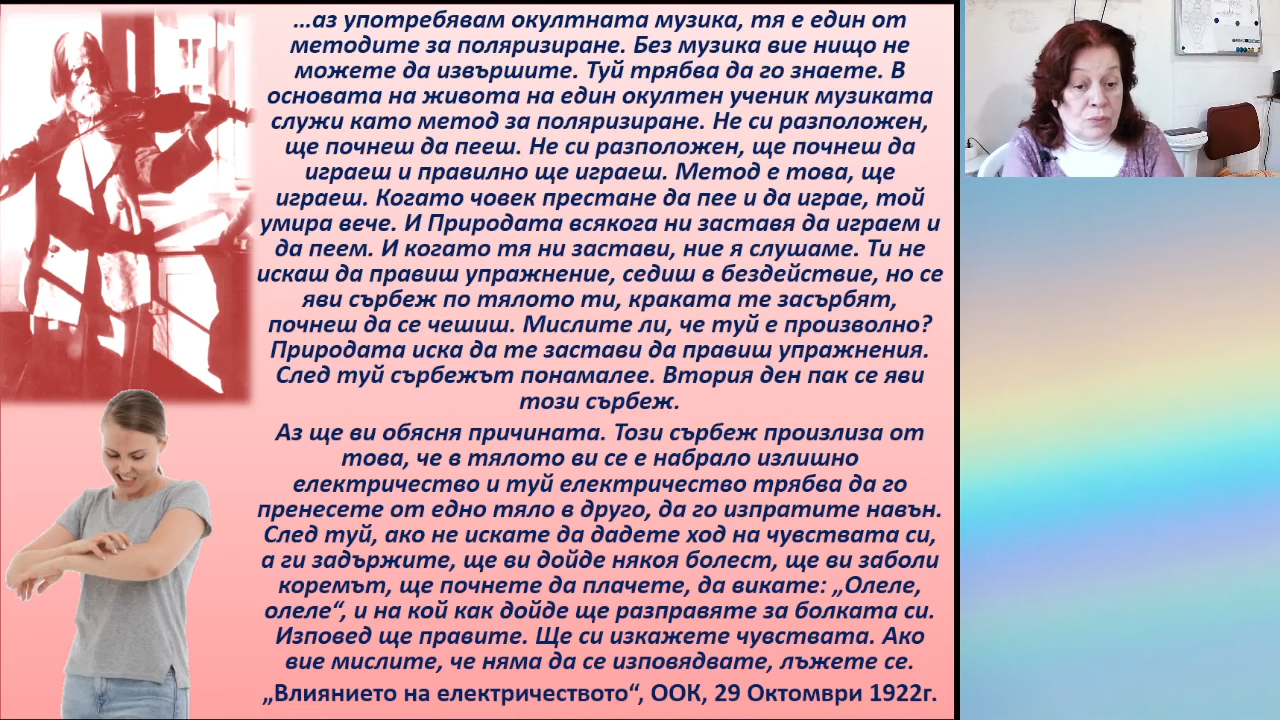 …аз употребявам окултната музика, тя е един от
методите за поляризиране. Без музика вие нищо не
можете да извършите. Туй трябва да го знаете. В
основата на живота на един окултен ученик музиката
служи като метод за поляризиране. Не си разположен,
ще почнеш да пееш. Не си разположен, ще почнеш да
играеш и правилно ще играеш. Метод е това, ще
играеш. Когато човек престане да пее и да играе, той
умира вече. И Природата всякога ни заставя да играем и
да пеем. И когато тя ни застави, ние я слушаме. Ти не
искаш да правиш упражнение, седиш в бездействие, но се
яви сърбеж по тялото ти, краката те засърбят,
почнеш да се чешиш. Мислите ли, че туй е произволно?
Природата иска да те застави да правиш упражнения.
След туй сърбежът понамалее. Втория ден пак се яви
този сърбеж.
Аз ще ви обясня причината. Този сърбеж произлиза от
това, че в тялото ви се е набрало излишно
електричество и туй електричество трябва да го
пренесете от едно тяло в друго, да го изпратите навън.
След туй, ако не искате да дадете ход на чувствата си,
а ги задържите, ще ви дойде някоя болест, ще ви заболи
коремът, ще почнете да плачете, да викате: „Олеле,
олеле“, и на кой как дойде ще разправяте за болката си.
Изповед ще правите. Ще си изкажете чувствата. Ако
вие мислите, че няма да се изповядвате, лъжете се.
„Влиянието на електричеството“, ООК, 29 Октомври 1922г.